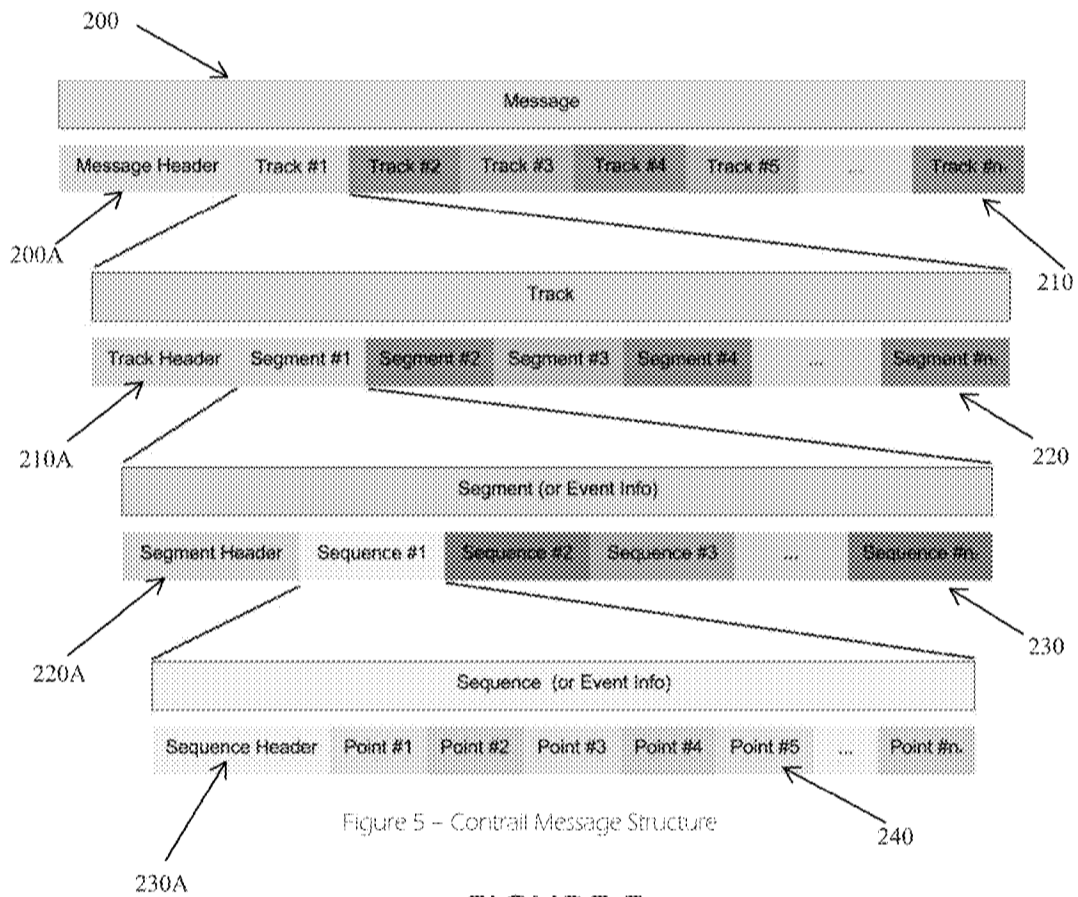 200
Message
Message Header Track #1 Track #2 Track #3 Track #4 Track #5 ... Track #n
200A
210
Track
Track Header Segment #1 Segment #2 Segment #3 Segment #4 ... Segment #n
210A
220
Segment (or Event Info)
Segment Header Sequence #1 Sequence #2 Sequence #3 ... Sequence #n
220A
230
Sequence (or Event Info)
Sequence Header Point #1 Point #2 Point #3 Point #4 Point #5 ... Point #n
Figure 5 – Contrail Message Structure
240
230A